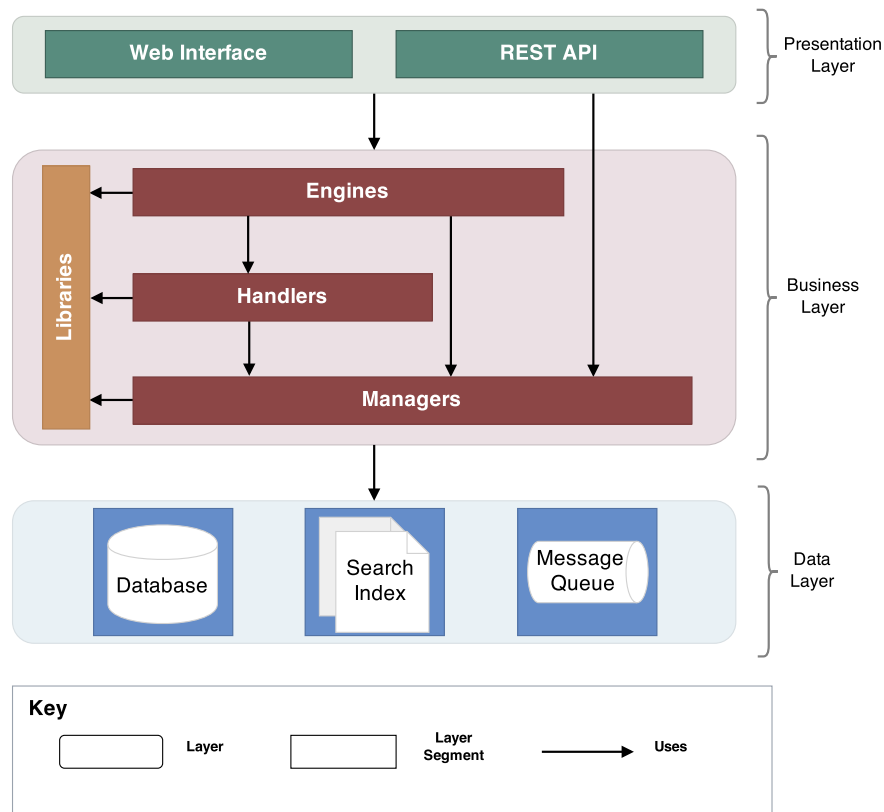 Web Interface
REST API
Presentation
Layer
Engines
Libraries
Handlers
Business
Layer
Managers
Database
Search
Index
Message
Queue
Data
Layer
Key
Layer
Layer
Segment
Uses